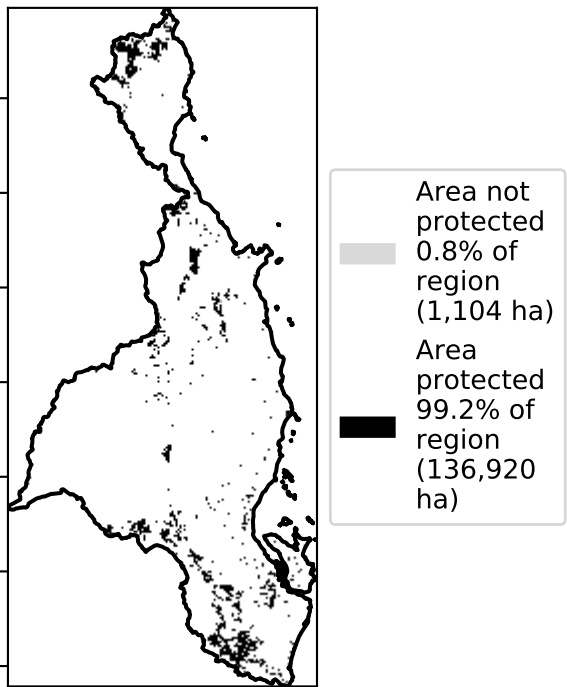 Area not
protected
0.8% of
region
(1,104 ha)
Area
protected
99.2% of
region
(136,920
ha)